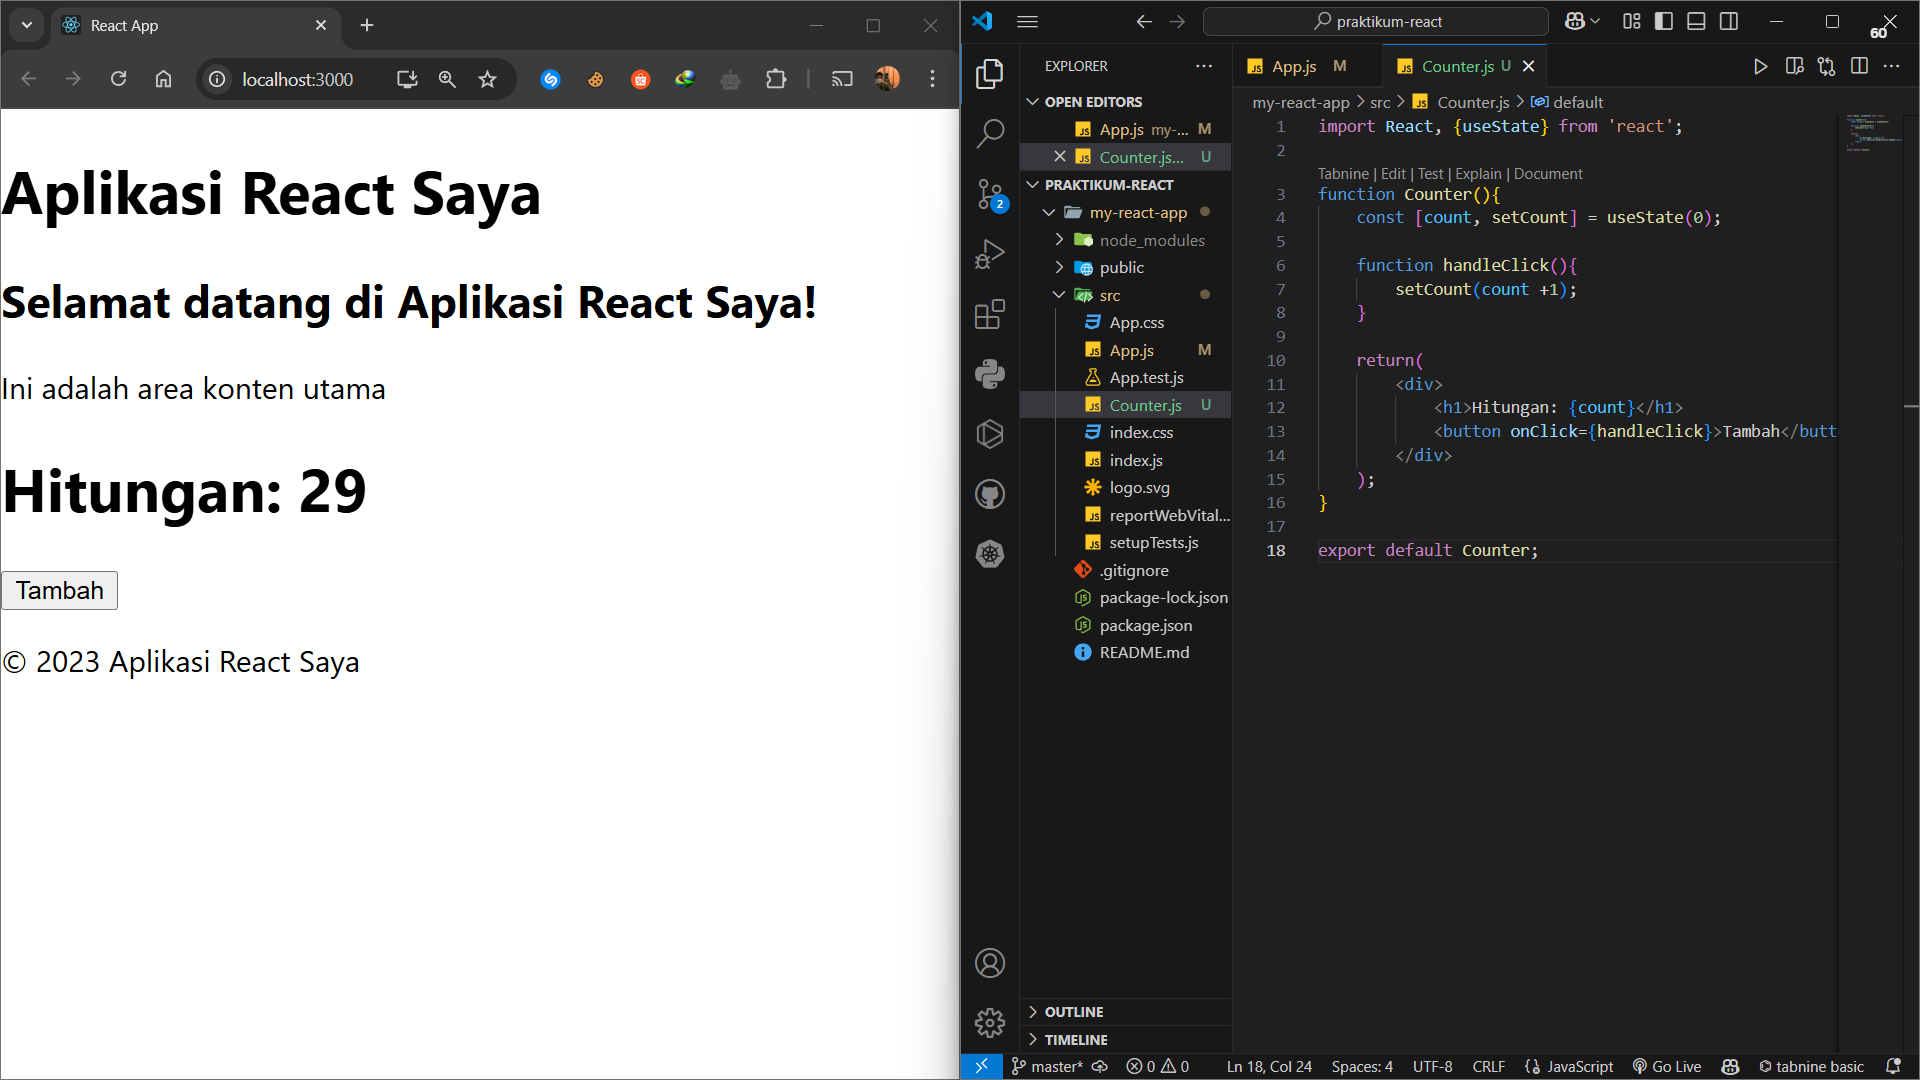 React App
localhost:3000
Aplikasi React Saya
Selamat datang di Aplikasi React Saya!
Ini adalah area konten utama
Hitungan: 29
Tambah
© 2023 Aplikasi React Saya
praktikum-react
60
EXPLORER
OPEN EDITORS
App.js my-... M
Counter.js... U
PRAKTIKUM-REACT
my-react-app
node_modules
public
src
App.css
App.js M
App.test.js
Counter.js U
index.css
index.js
logo.svg
reportWebVital...
setupTests.js
.gitignore
package-lock.json
package.json
README.md
OUTLINE
TIMELINE
2
App.js M
Counter.js U
my-react-app > src > JS Counter.js > default
1 import React, {useState} from 'react';
2
Tabnine | Edit | Test | Explain | Document
3 function Counter(){
4 const [count, setCount] = useState(0);
5
6 function handleClick(){
7 setCount(count +1);
8 }
9
10 return(
11 <div>
12 <h1>Hitungan: {count}</h1>
13 <button onClick={handleClick}>Tambah</butt
14 </div>
15 );
16 }
17
18 export default Counter;
master* 0 0 Ln 18, Col 24 Spaces: 4 UTF-8 CRLF {} JavaScript Go Live tabnine basic